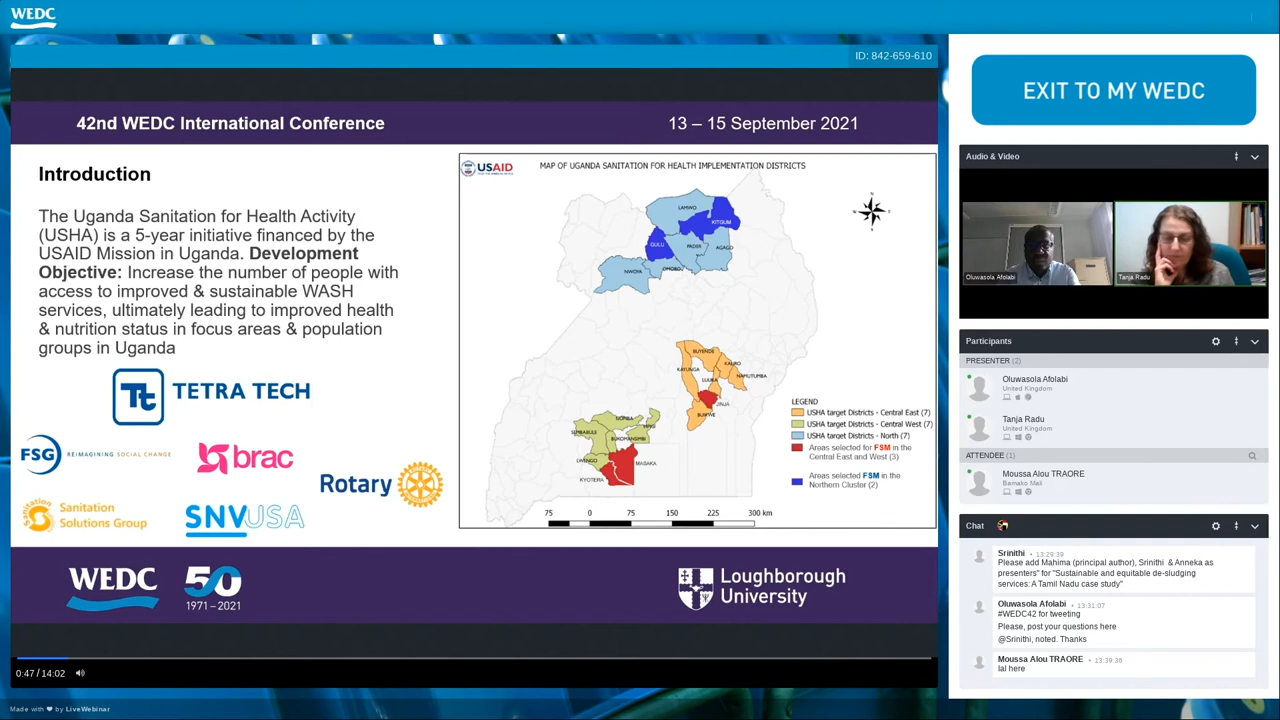 WEDC
ID: 842-659-610
42nd WEDC International Conference
13 – 15 September 2021
Introduction
The Uganda Sanitation for Health Activity
(USHA) is a 5-year initiative financed by the
USAID Mission in Uganda. Development
Objective: Increase the number of people with
access to improved & sustainable WASH
services, ultimately leading to improved health
& nutrition status in focus areas & population
groups in Uganda
Tt TETRA TECH
FSG REIMAGINING SOCIAL CHANGE
brac
Rotary
Sanitation
Solutions Group
SNV USA
USAID
MAP OF UGANDA SANITATION FOR HEALTH IMPLEMENTATION DISTRICTS
N
W E
S
LAMWO
KITGUM
GULU
PADER
AGAGO
OMORO
NWOYA
BUYENDE
KALIRO
KAYUNGA
NAMUTUMBA
LUUKA
JINJA
BUIKWE
GOMBA
MPIGI
SEMBABULE
BUKOMANSIMBI
LWENGO
MASAKA
KYOTERA
LEGEND
USHA target Districts - Central East (7)
USHA target Districts - Central West (7)
USHA target Districts - North (7)
Areas selected for FSM in the
Central East and West (3)
Areas selected FSM in the
Northern Cluster (2)
75 0 75 150 225 300 km
WEDC
50
1971 – 2021
Loughborough
University
0:47 / 14:02
Made with ❤ by LiveWebinar
EXIT TO MY WEDC
Audio & Video
Oluwasola Afolabi
Tanja Radu
Participants
PRESENTER (2)
Oluwasola Afolabi
United Kingdom
Tanja Radu
United Kingdom
ATTENDEE (1)
Moussa Alou TRAORE
Bamako Mali
Chat
Srinithi • 13:29:39
Please add Mahima (principal author), Srinithi & Anneka as
presenters" for "Sustainable and equitable de-sludging
services: A Tamil Nadu case study"
Oluwasola Afolabi • 13:31:07
#WEDC42 for tweeting
Please, post your questions here
@Srinithi, noted. Thanks
Moussa Alou TRAORE • 13:39:36
lal here